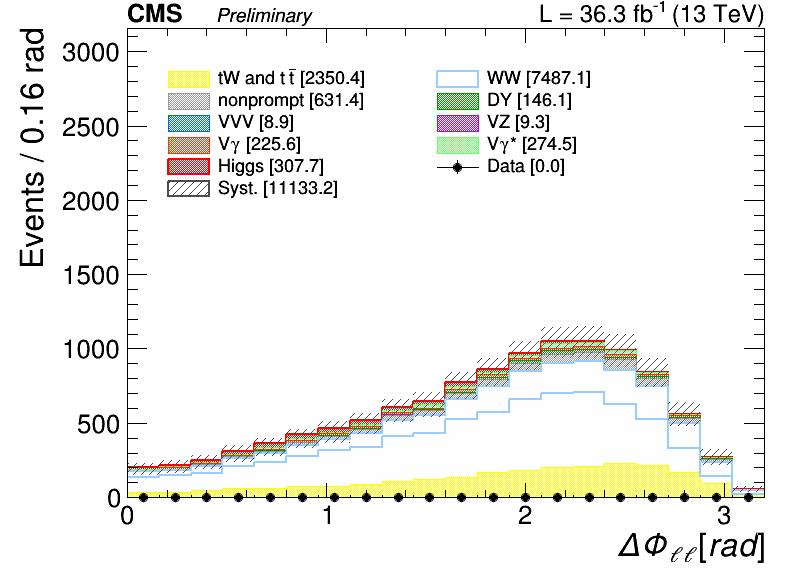 CMS Preliminary L = 36.3 fb⁻¹ (13 TeV)
Events / 0.16 rad
3000
2500
2000
1500
1000
500
0
tW and t t̄ [2350.4]
nonprompt [631.4]
VVV [8.9]
Vγ [225.6]
Higgs [307.7]
Syst. [11133.2]
WW [7487.1]
DY [146.1]
VZ [9.3]
Vγ* [274.5]
Data [0.0]
0 1 2 3
ΔΦℓℓ[rad]